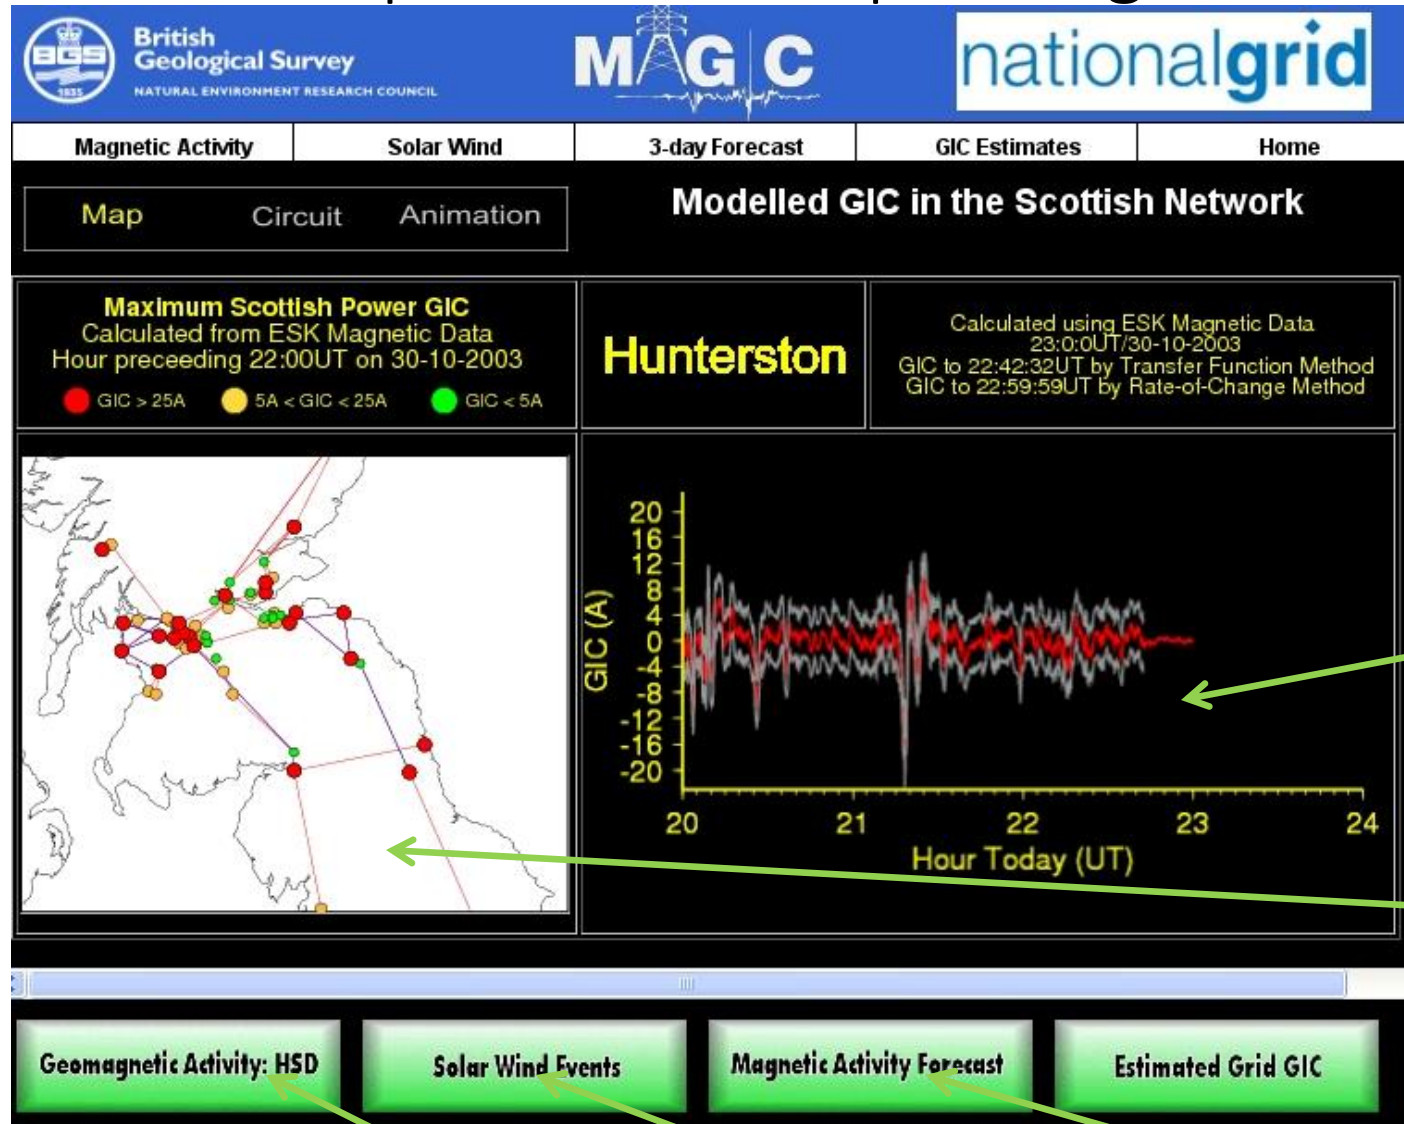 BGS
1835
British
Geological Survey
NATURAL ENVIRONMENT RESEARCH COUNCIL
MAGIC
nationalgrid
Magnetic Activity
Solar Wind
3-day Forecast
GIC Estimates
Home
Map
Circuit
Animation
Modelled GIC in the Scottish Network
Maximum Scottish Power GIC
Calculated from ESK Magnetic Data
Hour preceeding 22:00UT on 30-10-2003
GIC > 25A
5A < GIC < 25A
GIC < 5A
Hunterston
Calculated using ESK Magnetic Data
23:0:0UT/30-10-2003
GIC to 22:42:32UT by Transfer Function Method
GIC to 22:59:59UT by Rate-of-Change Method
GIC (A)
20
16
12
8
4
0
-4
-8
-12
-16
-20
20
21
22
23
24
Hour Today (UT)
Geomagnetic Activity: HSD
Solar Wind Events
Magnetic Activity Forecast
Estimated Grid GIC